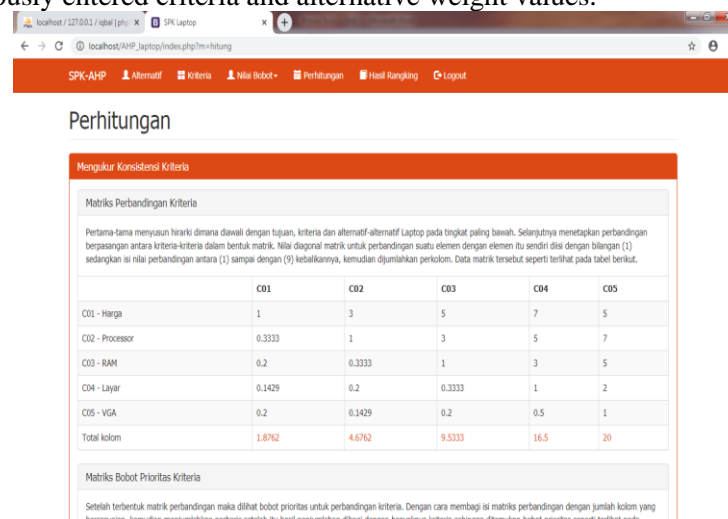 ously entered criteria and alternative weight values.
localhost / 127.0.0.1 / iqbal | php
SPK Laptop
localhost/AHP_laptop/index.php?m=hitung
SPK-AHP Alternatif Kriteria Nilai Bobot Perhitungan Hasil Rangking Logout
Perhitungan
Mengukur Konsistensi Kriteria
Matriks Perbandingan Kriteria
Pertama-tama menyusun hirarki dimana diawali dengan tujuan, kriteria dan alternatif-alternatif Laptop pada tingkat paling bawah. Selanjutnya menetapkan perbandingan
berpasangan antara kriteria-kriteria dalam bentuk matrik. Nilai diagonal matrik untuk perbandingan suatu elemen dengan elemen itu sendiri diisi dengan bilangan (1)
sedangkan isi nilai perbandingan antara (1) sampai dengan (9) kebalikannya, kemudian dijumlahkan perkolom. Data matrik tersebut seperti terlihat pada tabel berikut.
C01 C02 C03 C04 C05
C01 - Harga 1 3 5 7 5
C02 - Processor 0.3333 1 3 5 7
C03 - RAM 0.2 0.3333 1 3 5
C04 - Layar 0.1429 0.2 0.3333 1 2
C05 - VGA 0.2 0.1429 0.2 0.5 1
Total kolom 1.8762 4.6762 9.5333 16.5 20
Matriks Bobot Prioritas Kriteria
Setelah terbentuk matrik perbandingan maka dilihat bobot prioritas untuk perbandingan kriteria. Dengan cara membagi isi matriks perbandingan dengan jumlah kolom yang